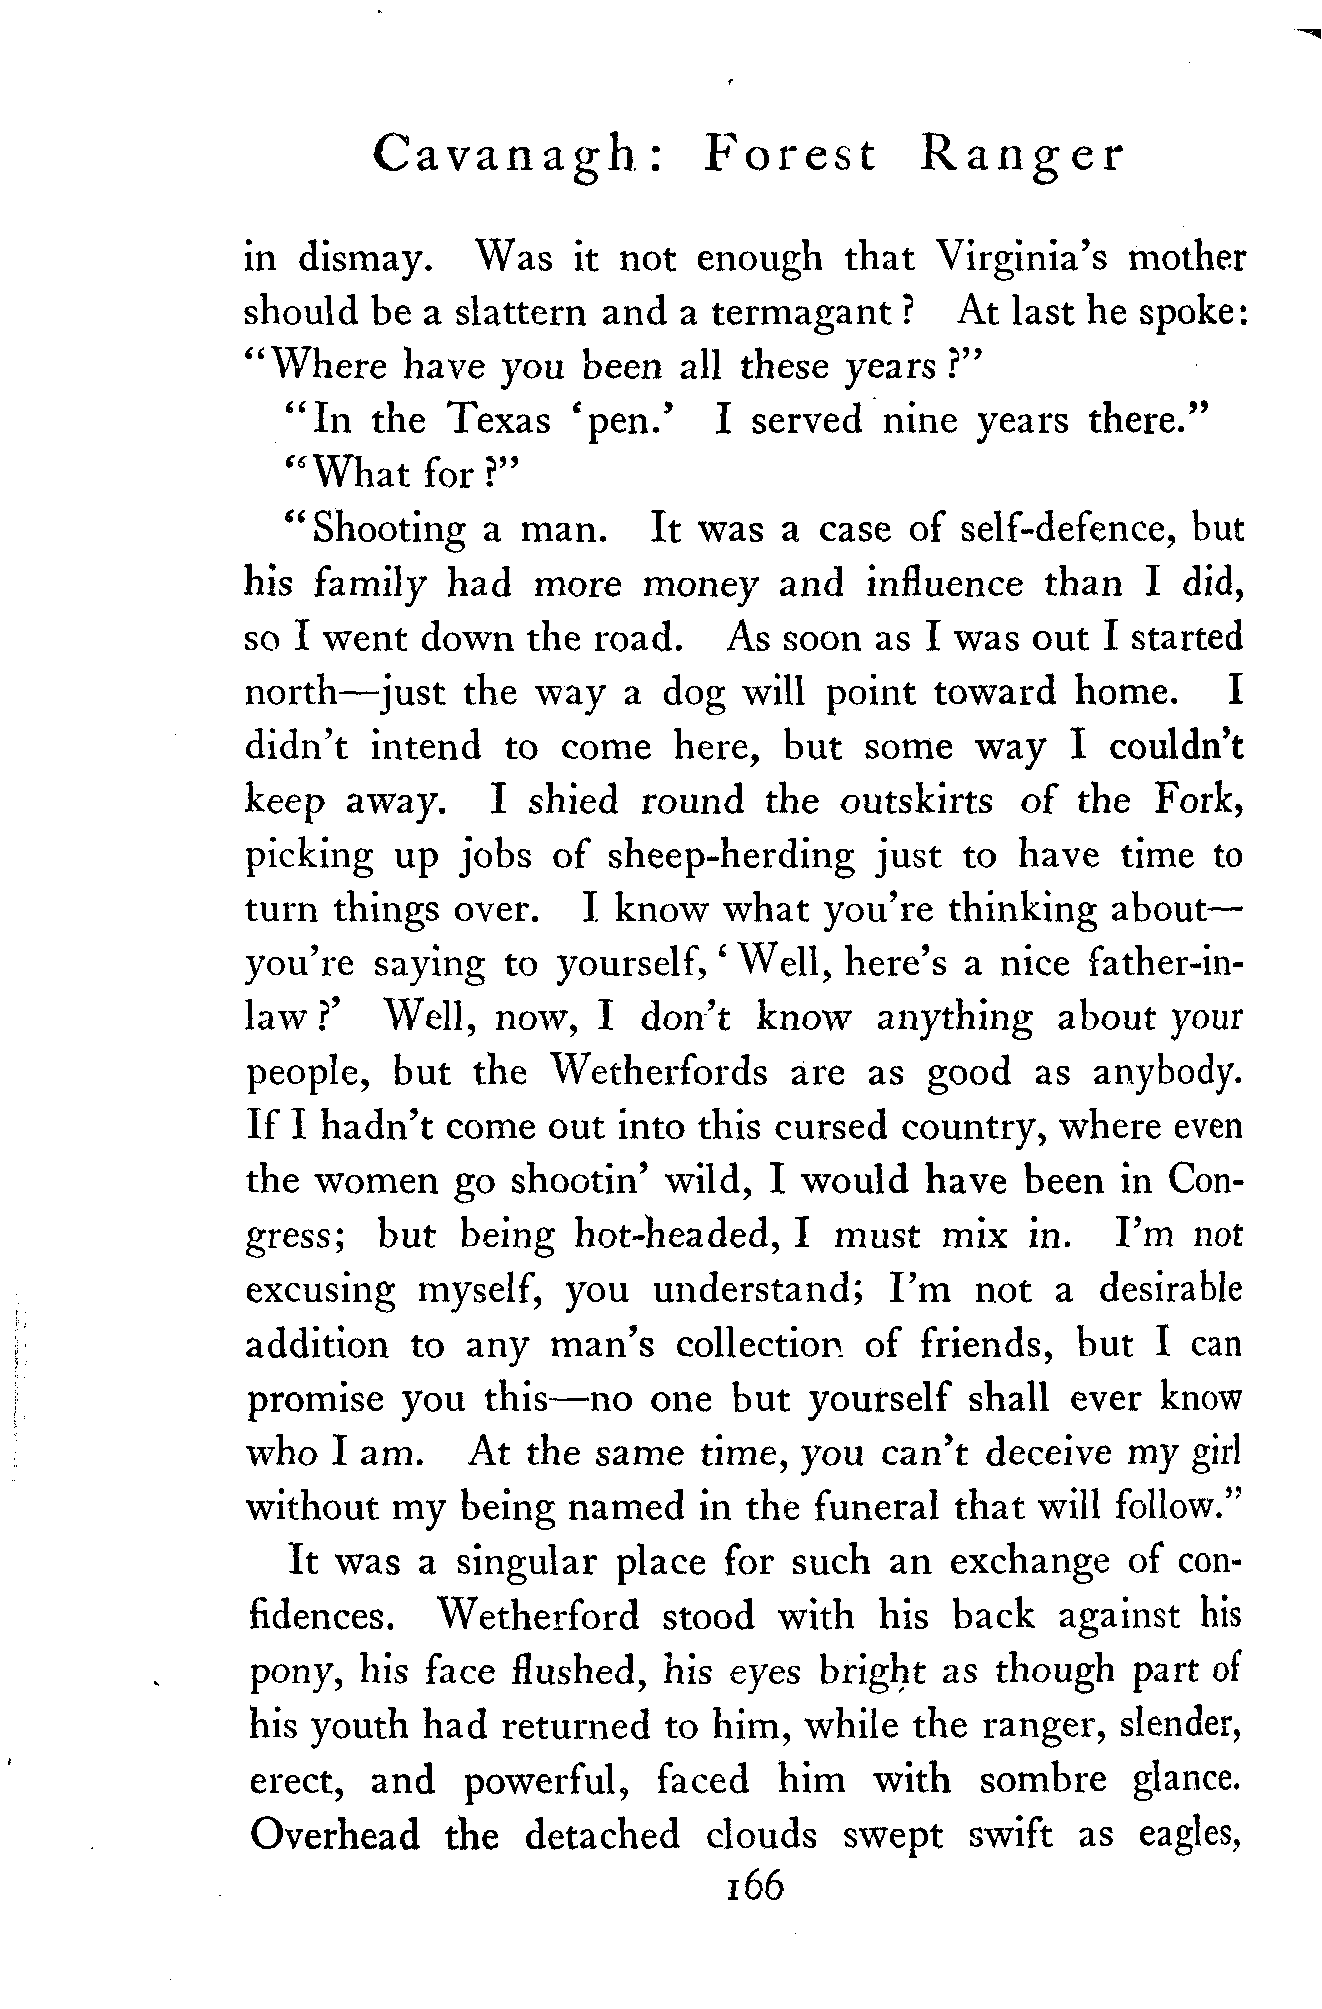 Cavanagh: Forest Ranger
in dismay. Was it not enough that Virginia's mother
should be a slattern and a termagant? At last he spoke:
"Where have you been all these years?"
"In the Texas 'pen.' I served nine years there."
"What for?"
"Shooting a man. It was a case of self-defence, but
his family had more money and influence than I did,
so I went down the road. As soon as I was out I started
north—just the way a dog will point toward home. I
didn't intend to come here, but some way I couldn't
keep away. I shied round the outskirts of the Fork,
picking up jobs of sheep-herding just to have time to
turn things over. I know what you're thinking about—
you're saying to yourself, 'Well, here's a nice father-in-
law?' Well, now, I don't know anything about your
people, but the Wetherfords are as good as anybody.
If I hadn't come out into this cursed country, where even
the women go shootin' wild, I would have been in Con-
gress; but being hot-headed, I must mix in. I'm not
excusing myself, you understand; I'm not a desirable
addition to any man's collection of friends, but I can
promise you this—no one but yourself shall ever know
who I am. At the same time, you can't deceive my girl
without my being named in the funeral that will follow."
It was a singular place for such an exchange of con-
fidences. Wetherford stood with his back against his
pony, his face flushed, his eyes bright as though part of
his youth had returned to him, while the ranger, slender,
erect, and powerful, faced him with sombre glance.
Overhead the detached clouds swept swift as eagles,
166